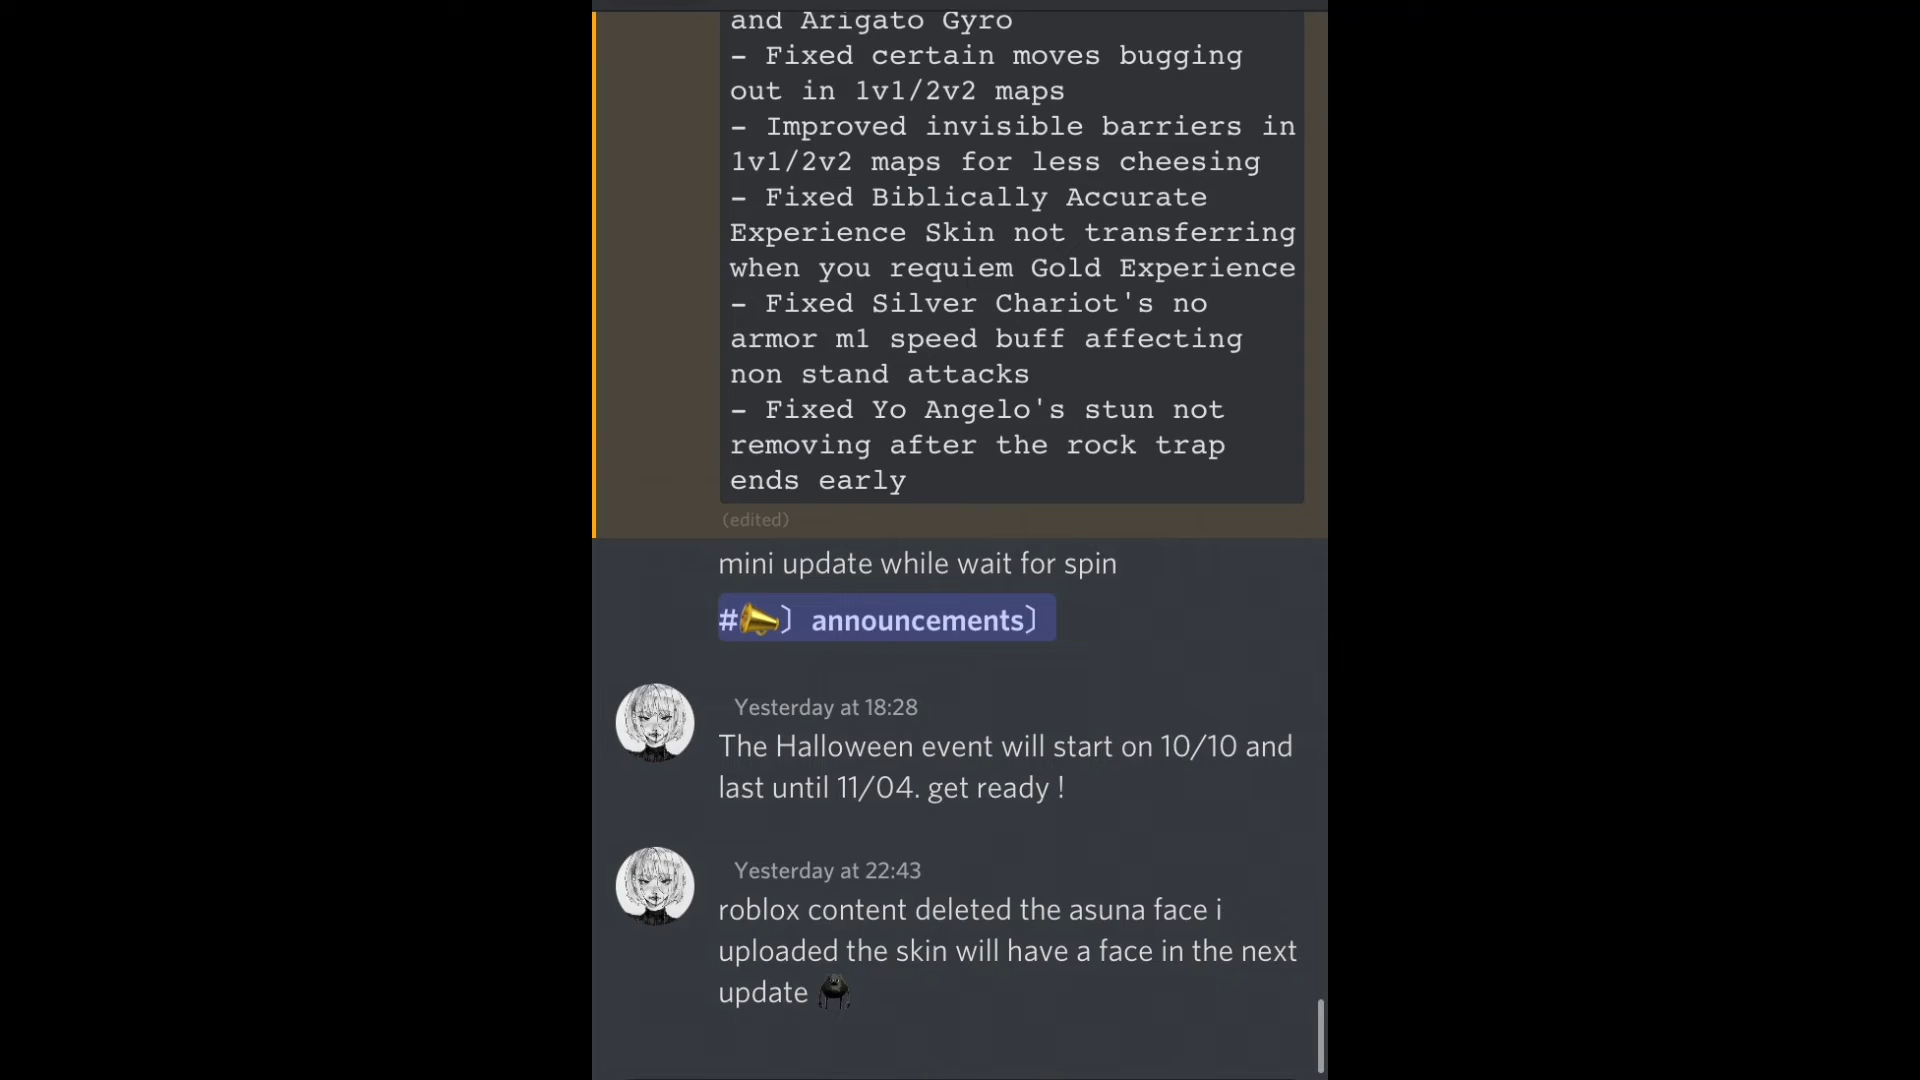 and Arigato Gyro
- Fixed certain moves bugging
out in 1v1/2v2 maps
- Improved invisible barriers in
1v1/2v2 maps for less cheesing
- Fixed Biblically Accurate
Experience Skin not transferring
when you requiem Gold Experience
- Fixed Silver Chariot's no
armor m1 speed buff affecting
non stand attacks
- Fixed Yo Angelo's stun not
removing after the rock trap
ends early
(edited)
mini update while wait for spin
#📣〕announcements〕
Yesterday at 18:28
The Halloween event will start on 10/10 and
last until 11/04. get ready !
Yesterday at 22:43
roblox content deleted the asuna face i
uploaded the skin will have a face in the next
update